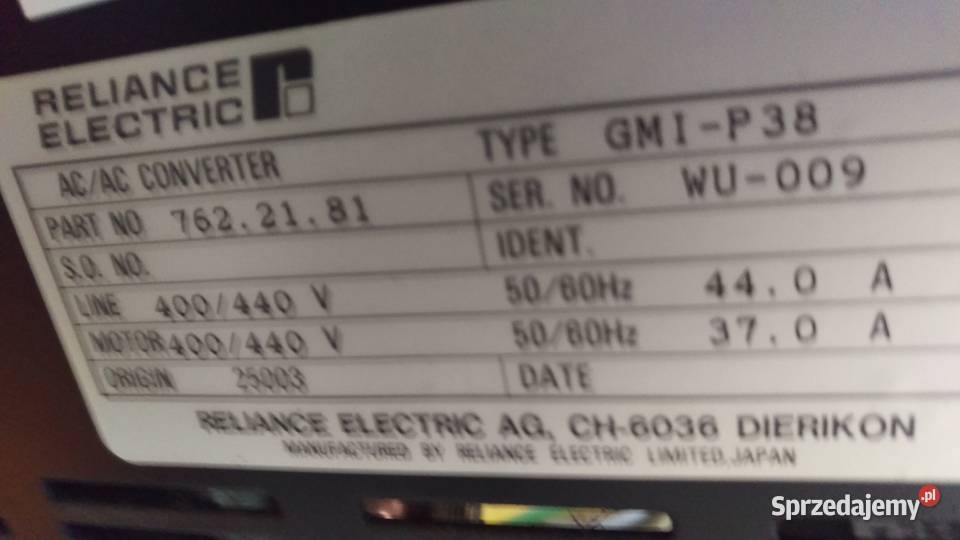 RELIANCE
ELECTRIC
AC/AC CONVERTER TYPE GMI-P38
PART NO 762.21.81 SER. NO. WU-009
S.O. NO. IDENT.
LINE 400/440 V 50/60Hz 44.0 A
MOTOR 400/440 V 50/60Hz 37.0 A
ORIGIN 25003 DATE
RELIANCE ELECTRIC AG, CH-6036 DIERIKON
MANUFACTURED BY RELIANCE ELECTRIC LIMITED, JAPAN
Sprzedajemy.pl